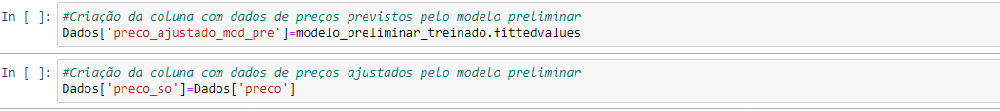 In [ ]: #Criação da coluna com dados de preços previstos pelo modelo preliminar
Dados['preco_ajustado_mod_pre']=modelo_preliminar_treinado.fittedvalues
In [ ]: #Criação da coluna com dados de preços ajustados pelo modelo preliminar
Dados['preco_so']=Dados['preco']